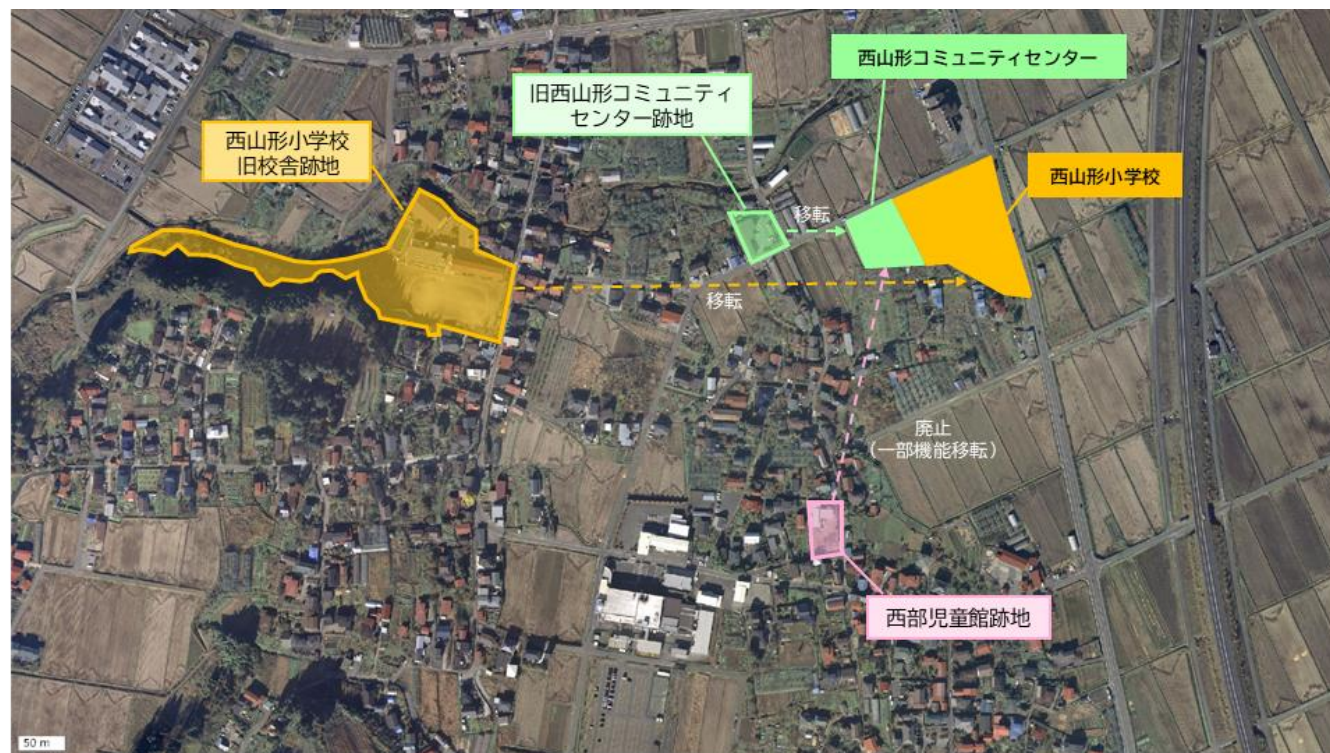 西山形コミュニティセンター
旧西山形コミュニティ
センター跡地
西山形小学校
旧校舎跡地
西山形小学校
移転
移転
廃止
（一部機能移転）
西部児童館跡地
50 m